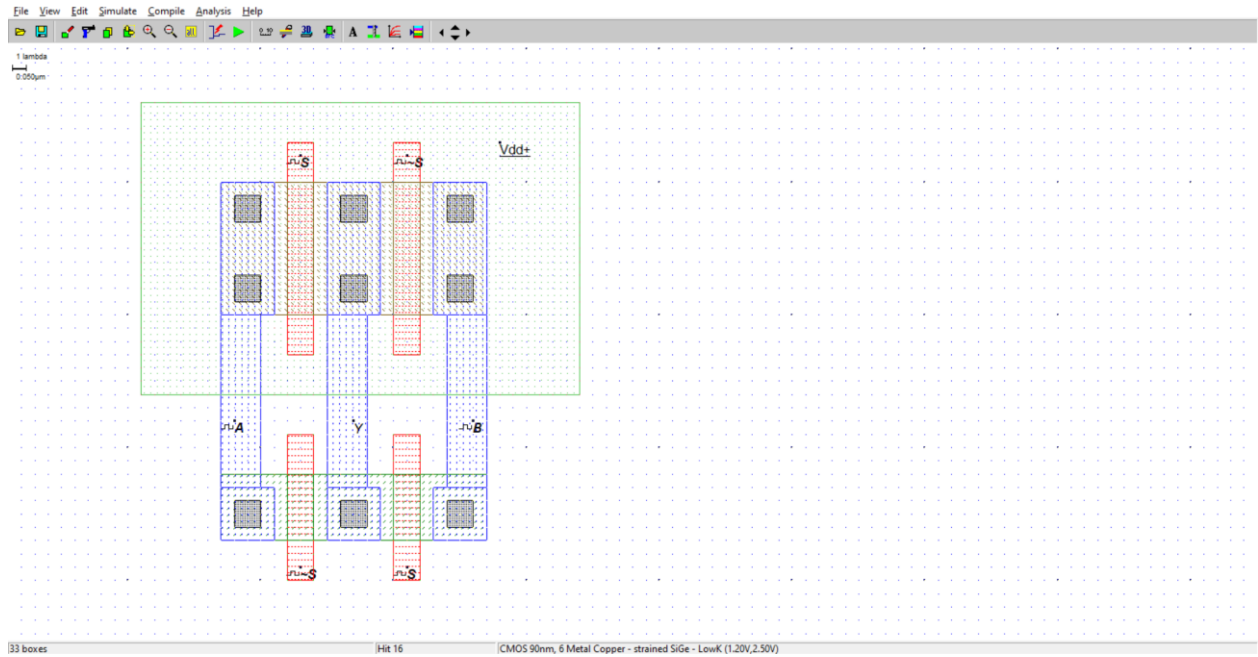 File View Edit Simulate Compile Analysis Help
1 lambda
0.050µm
S ~S Vdd+
A Y B
~S S
33 boxes Hit 16 CMOS 90nm, 6 Metal Copper - strained SiGe - LowK (1.20V,2.50V)